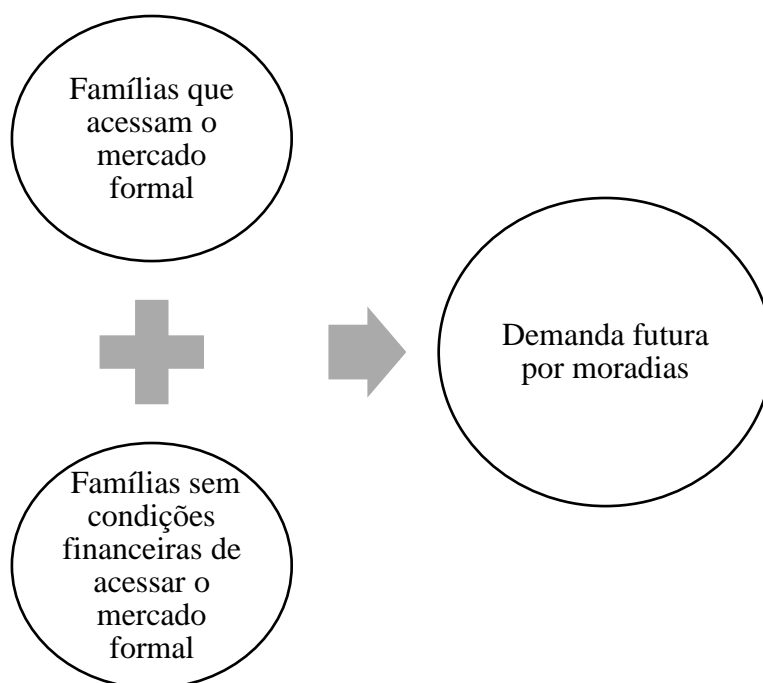 Famílias que
acessam o
mercado
formal
Famílias sem
condições
financeiras de
acessar o
mercado
formal
Demanda futura
por moradias